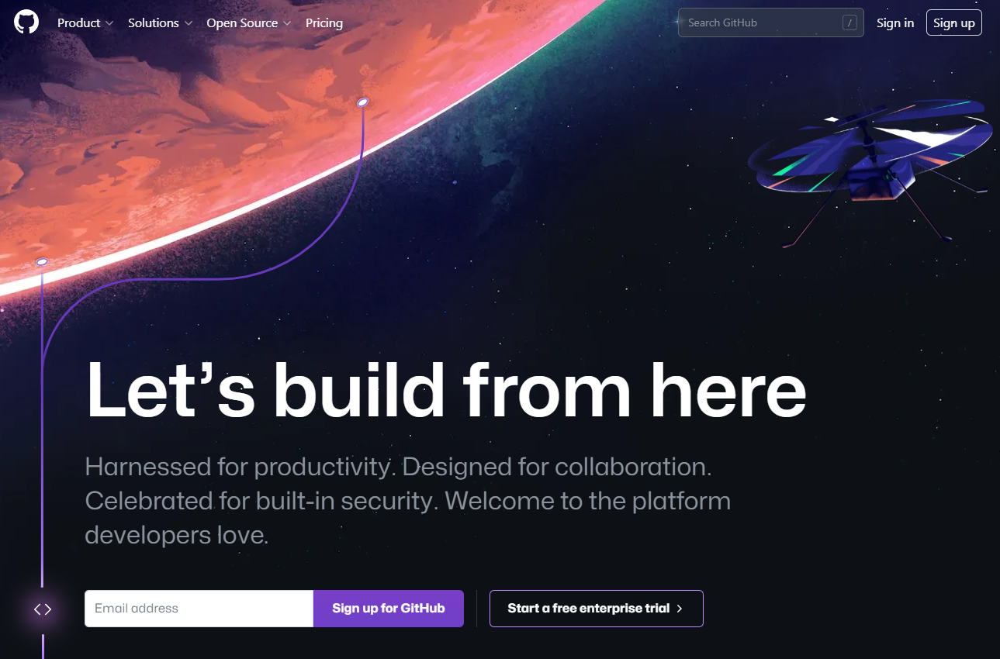 Product Solutions Open Source Pricing Search GitHub / Sign in Sign up
Let’s build from here
Harnessed for productivity. Designed for collaboration.
Celebrated for built-in security. Welcome to the platform
developers love.
Email address Sign up for GitHub Start a free enterprise trial